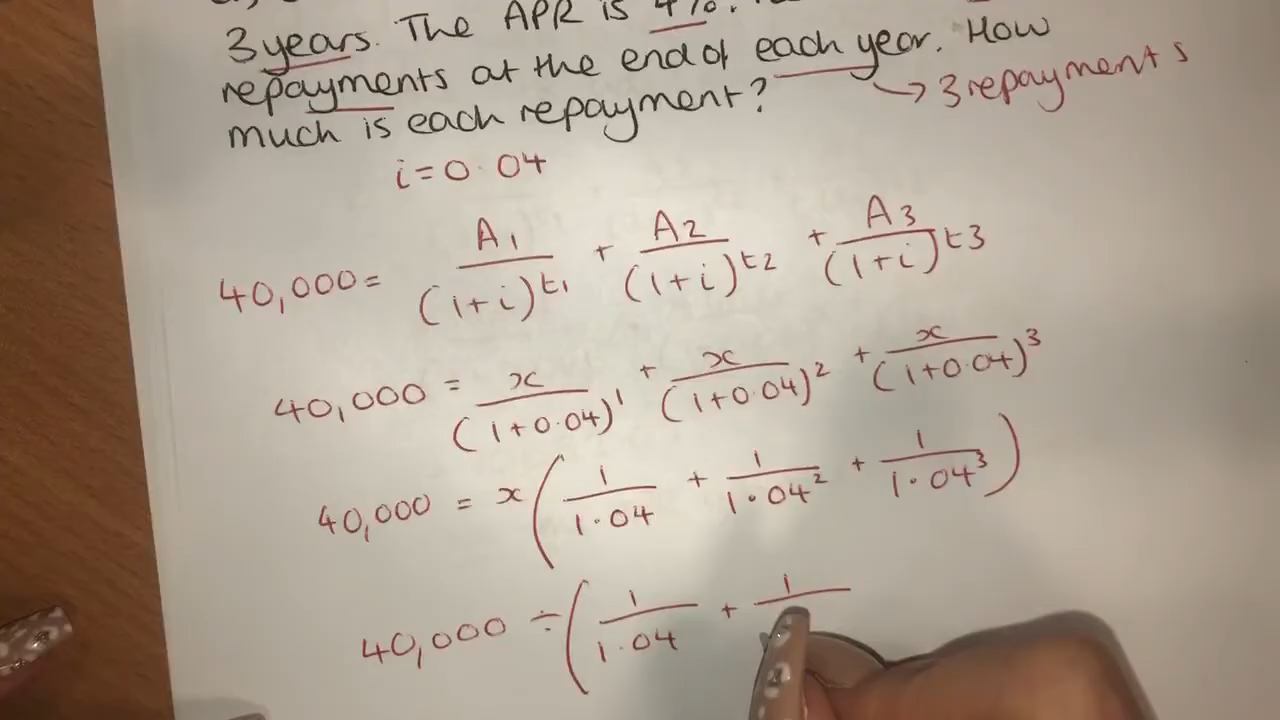 3 years. The APR is 4%.
repayments at the end of each year. How
→ 3 repayments
much is each repayment?
i = 0.04
40,000 = A1/(1+i)^t1 + A2/(1+i)^t2 + A3/(1+i)^t3
40,000 = x/(1+0.04)^1 + x/(1+0.04)^2 + x/(1+0.04)^3
40,000 = x(1/1.04 + 1/1.04^2 + 1/1.04^3)
40,000 ÷ (1/1.04 + 1/